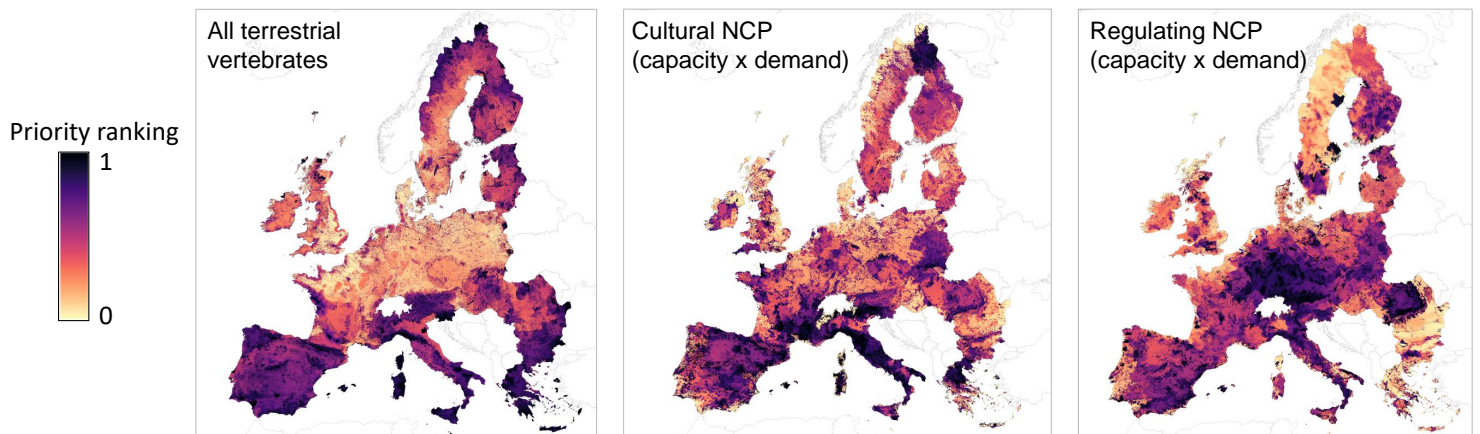 All terrestrial
vertebrates
Cultural NCP
(capacity x demand)
Regulating NCP
(capacity x demand)
Priority ranking
1
0